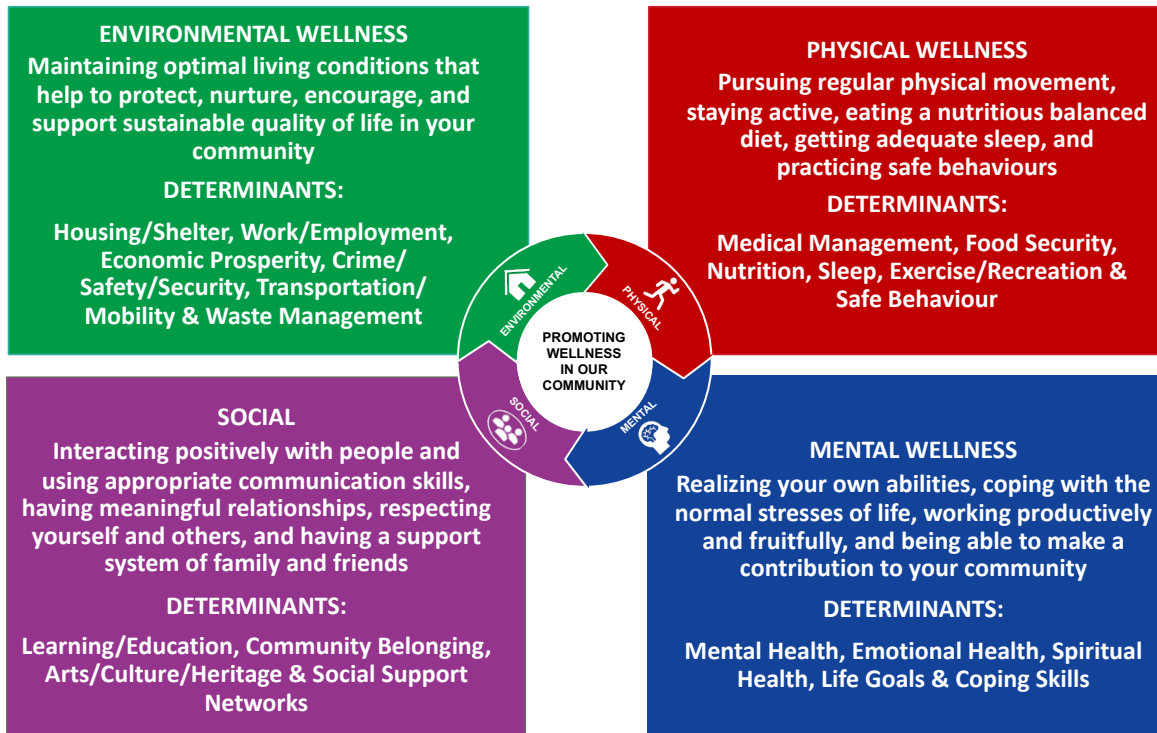 ENVIRONMENTAL WELLNESS
Maintaining optimal living conditions that
help to protect, nurture, encourage, and
support sustainable quality of life in your
community
DETERMINANTS:
Housing/Shelter, Work/Employment,
Economic Prosperity, Crime/
Safety/Security, Transportation/
Mobility & Waste Management
PHYSICAL WELLNESS
Pursuing regular physical movement,
staying active, eating a nutritious balanced
diet, getting adequate sleep, and
practicing safe behaviours
DETERMINANTS:
Medical Management, Food Security,
Nutrition, Sleep, Exercise/Recreation &
Safe Behaviour
ENVIRONMENTAL
PHYSICAL
PROMOTING
WELLNESS
IN OUR
COMMUNITY
SOCIAL
MENTAL
SOCIAL
Interacting positively with people and
using appropriate communication skills,
having meaningful relationships, respecting
yourself and others, and having a support
system of family and friends
DETERMINANTS:
Learning/Education, Community Belonging,
Arts/Culture/Heritage & Social Support
Networks
MENTAL WELLNESS
Realizing your own abilities, coping with the
normal stresses of life, working productively
and fruitfully, and being able to make a
contribution to your community
DETERMINANTS:
Mental Health, Emotional Health, Spiritual
Health, Life Goals & Coping Skills